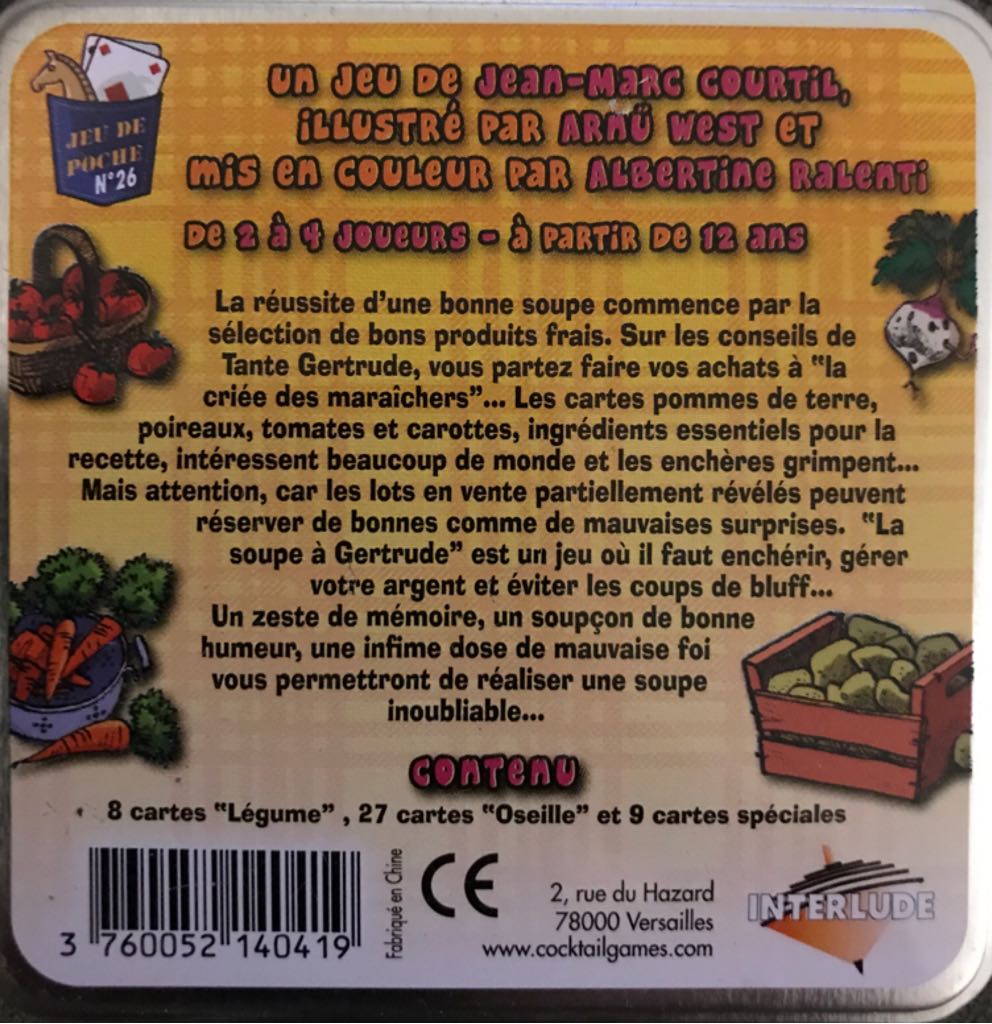 JEU DE
POCHE
N°26
Un jeu de Jean-Marc Courtil,
illustré par Arnü West et
mis en couleur par Albertine Ralenti
De 2 à 4 joueurs - à partir de 12 ans
La réussite d'une bonne soupe commence par la
sélection de bons produits frais. Sur les conseils de
Tante Gertrude, vous partez faire vos achats à "la
criée des maraîchers"... Les cartes pommes de terre,
poireaux, tomates et carottes, ingrédients essentiels pour la
recette, intéressent beaucoup de monde et les enchères grimpent...
Mais attention, car les lots en vente partiellement révélés peuvent
réserver de bonnes comme de mauvaises surprises. "La
soupe à Gertrude" est un jeu où il faut enchérir, gérer
votre argent et éviter les coups de bluff...
Un zeste de mémoire, un soupçon de bonne
humeur, une infime dose de mauvaise foi
vous permettront de réaliser une soupe
inoubliable...
Contenu
8 cartes "Légume" , 27 cartes "Oseille" et 9 cartes spéciales
3 760052 140419
Fabriqué en Chine
CE
2, rue du Hazard
78000 Versailles
www.cocktailgames.com
INTERLUDE